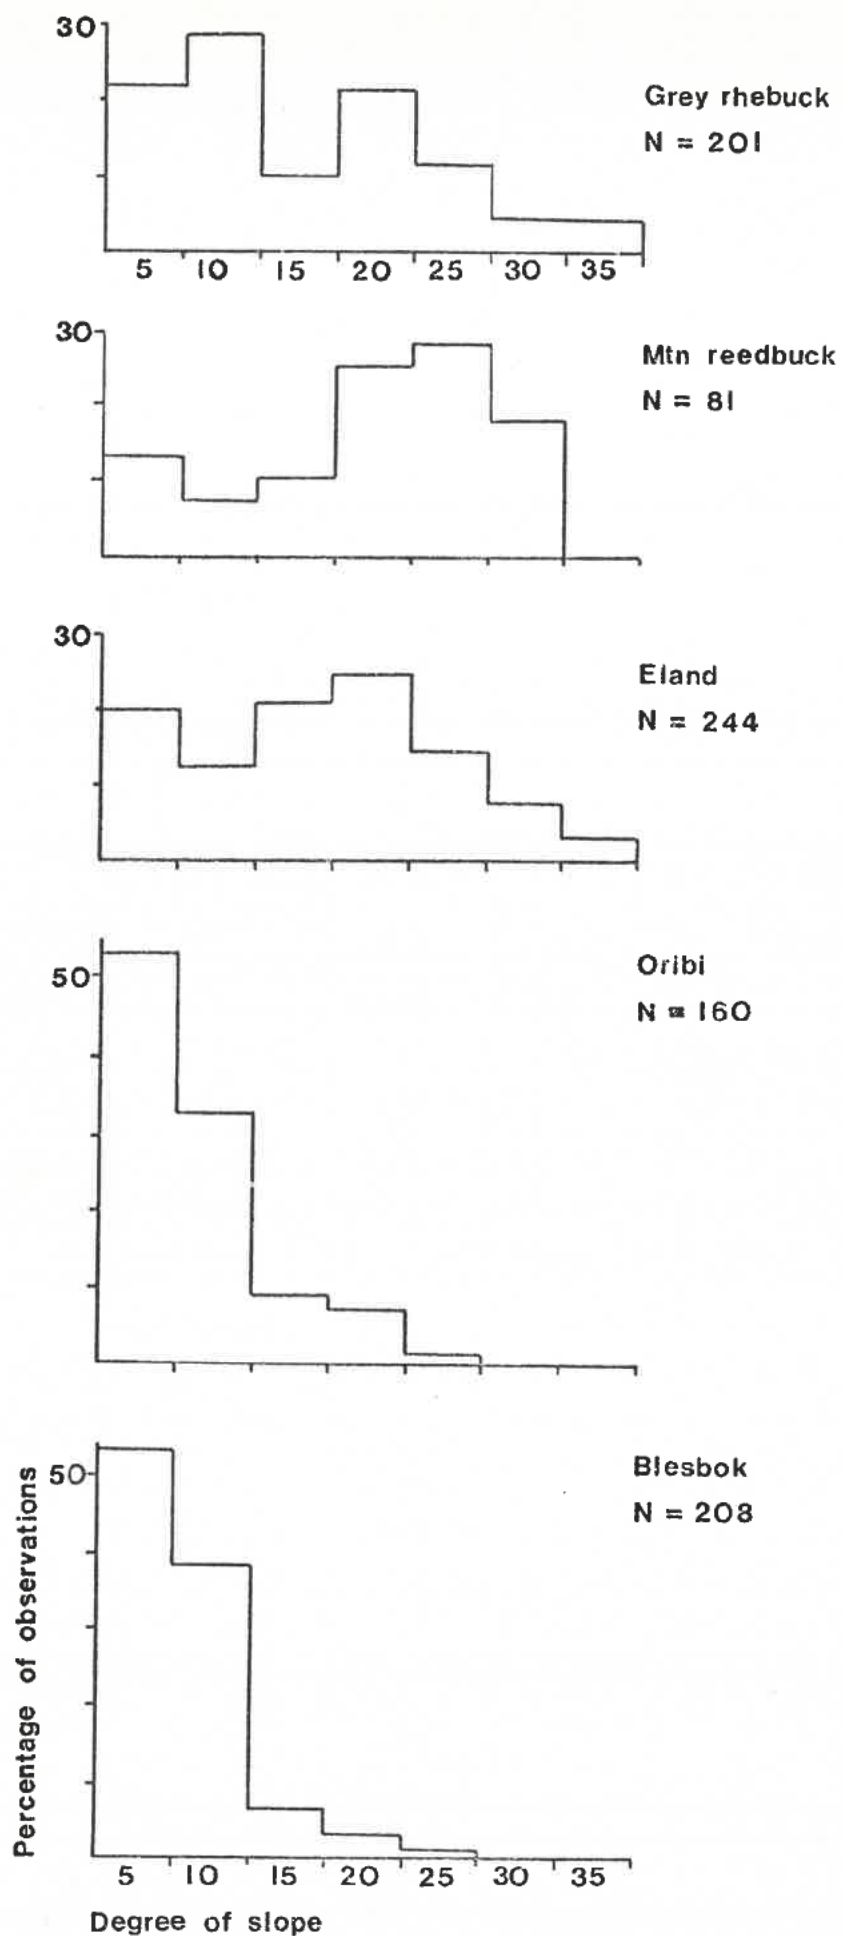 30
Grey rhebuck
N = 201
5 10 15 20 25 30 35
30
Mtn reedbuck
N = 81
30
Eland
N = 244
50
Oribi
N = 160
50
Blesbok
N = 208
Percentage of observations
5 10 15 20 25 30 35
Degree of slope